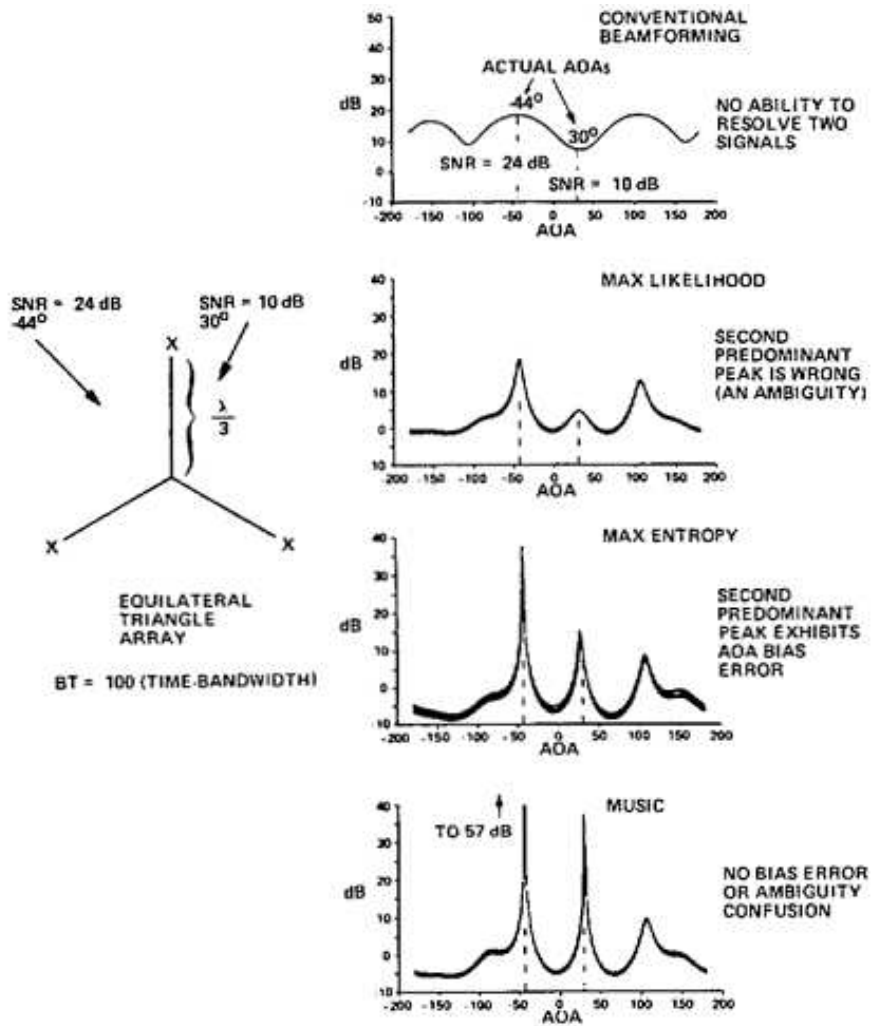 CONVENTIONAL
BEAMFORMING
50
40
30
20
10
0
-10
dB
ACTUAL AOAs
-44°
30°
SNR = 24 dB
SNR = 10 dB
-200 -150 -100 -50 0 50 100 150 200
AOA
NO ABILITY TO
RESOLVE TWO
SIGNALS
SNR = 24 dB
-44°
SNR = 10 dB
30°
X
λ
3
X
X
EQUILATERAL
TRIANGLE
ARRAY
BT = 100 (TIME-BANDWIDTH)
MAX LIKELIHOOD
40
30
20
10
0
10
dB
-200 -150 -100 -50 0 50 100 150 200
AOA
SECOND
PREDOMINANT
PEAK IS WRONG
(AN AMBIGUITY)
MAX ENTROPY
40
30
20
10
0
-10
dB
-200 -150 -100 -50 0 50 100 150 200
AOA
SECOND
PREDOMINANT
PEAK EXHIBITS
AOA BIAS
ERROR
MUSIC
TO 57 dB
40
30
20
10
0
-10
dB
-200 -150 -100 -50 0 50 100 150 200
AOA
NO BIAS ERROR
OR AMBIGUITY
CONFUSION